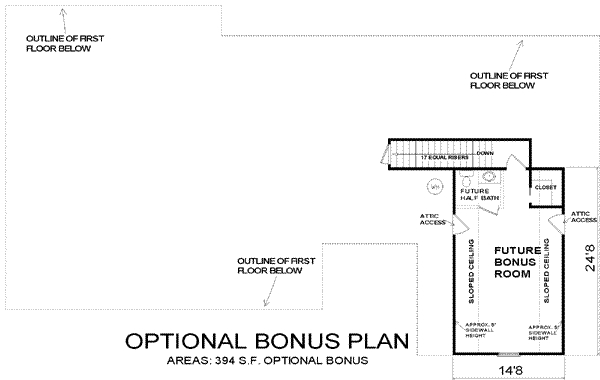 OUTLINE OF FIRST
FLOOR BELOW
OUTLINE OF FIRST
FLOOR BELOW
DOWN
17 EQUAL RISERS
WH
FUTURE
HALF BATH
CLOSET
ATTIC
ACCESS
ATTIC
ACCESS
SLOPED CEILING
FUTURE
BONUS
ROOM
SLOPED CEILING
24'8
OUTLINE OF FIRST
FLOOR BELOW
APPROX. 5'
SIDEWALL
HEIGHT
APPROX. 5'
SIDEWALL
HEIGHT
OPTIONAL BONUS PLAN
AREAS: 394 S.F. OPTIONAL BONUS
14'8